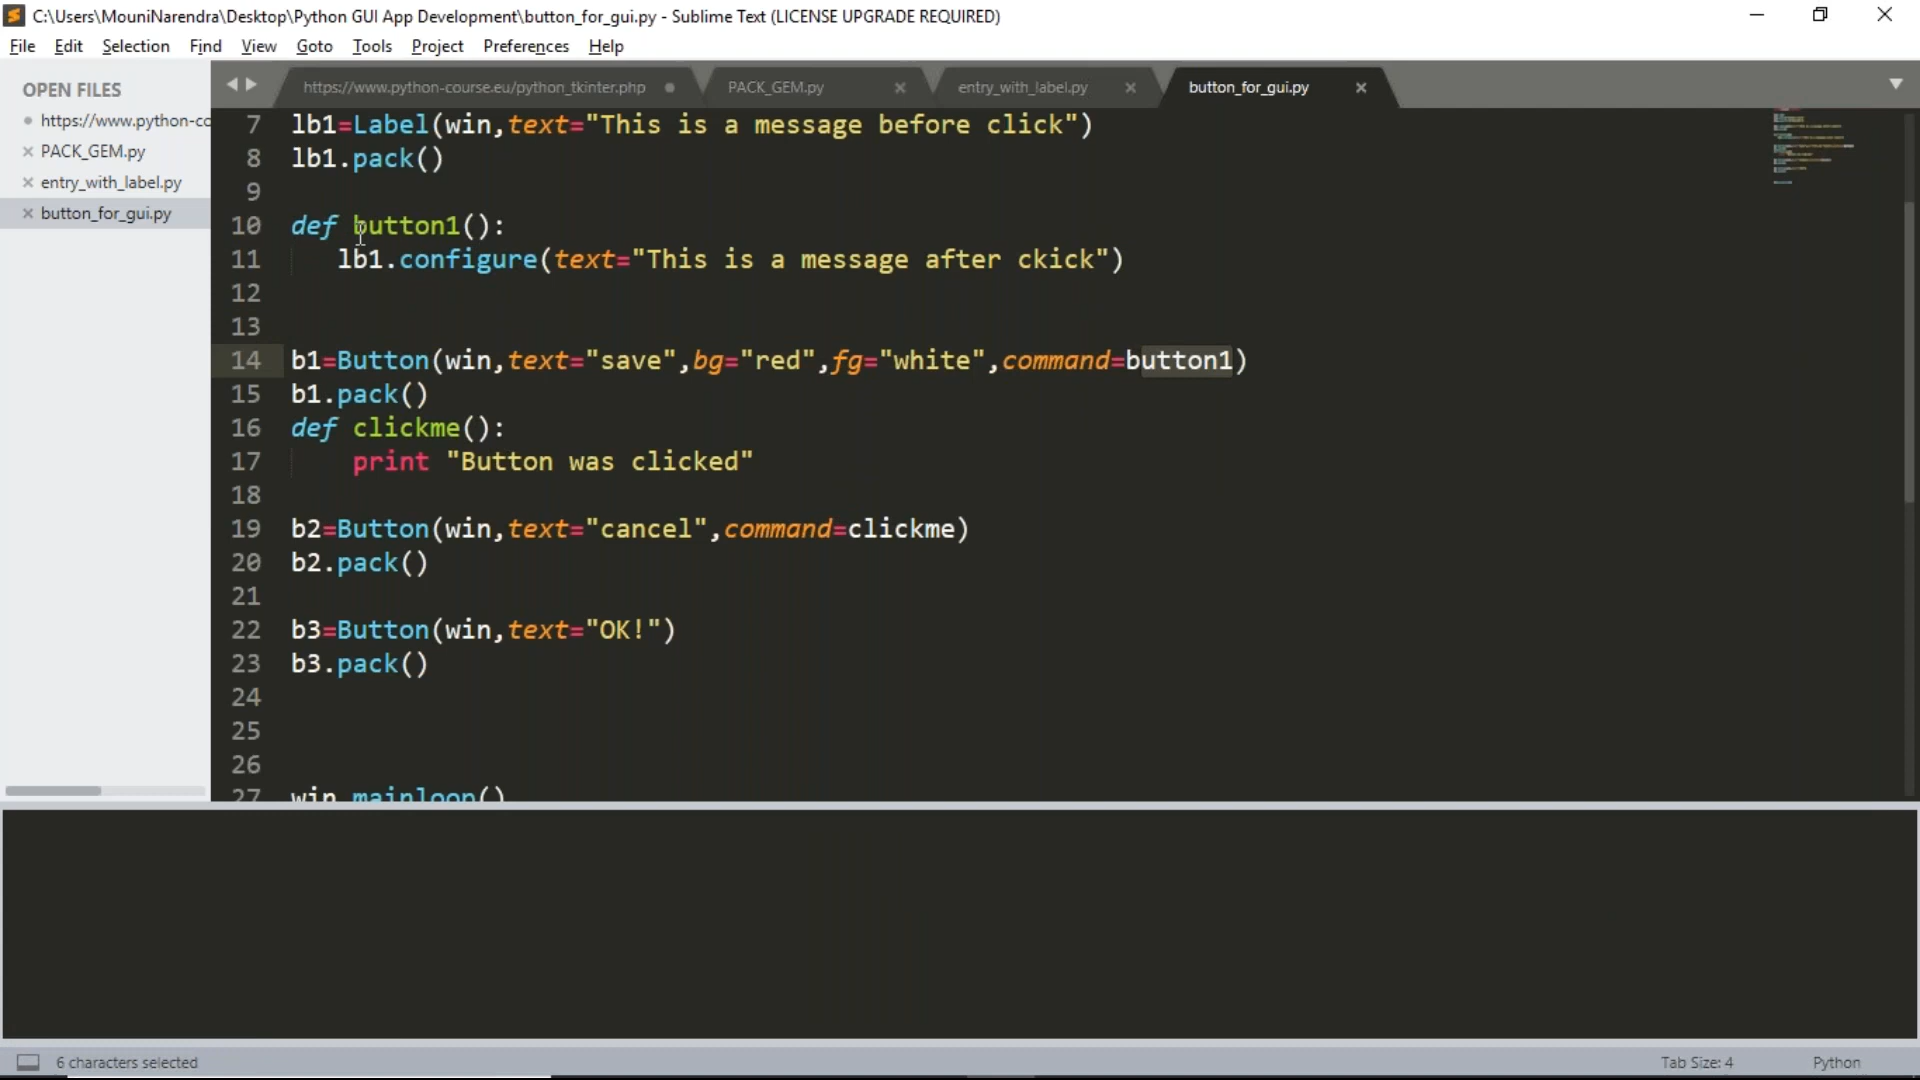 C:\Users\MouniNarendra\Desktop\Python GUI App Development\button_for_gui.py - Sublime Text (LICENSE UPGRADE REQUIRED)
File Edit Selection Find View Goto Tools Project Preferences Help
OPEN FILES
https://www.python-co
PACK_GEM.py
entry_with_label.py
button_for_gui.py
https://www.python-course.eu/python_tkinter.php PACK_GEM.py entry_with_label.py button_for_gui.py
7 lb1=Label(win,text="This is a message before click")
8 lb1.pack()
9
10 def button1():
11 lb1.configure(text="This is a message after ckick")
12
13
14 b1=Button(win,text="save",bg="red",fg="white",command=button1)
15 b1.pack()
16 def clickme():
17 print "Button was clicked"
18
19 b2=Button(win,text="cancel",command=clickme)
20 b2.pack()
21
22 b3=Button(win,text="OK!")
23 b3.pack()
24
25
26
27 win.mainloop()
6 characters selected Tab Size: 4 Python